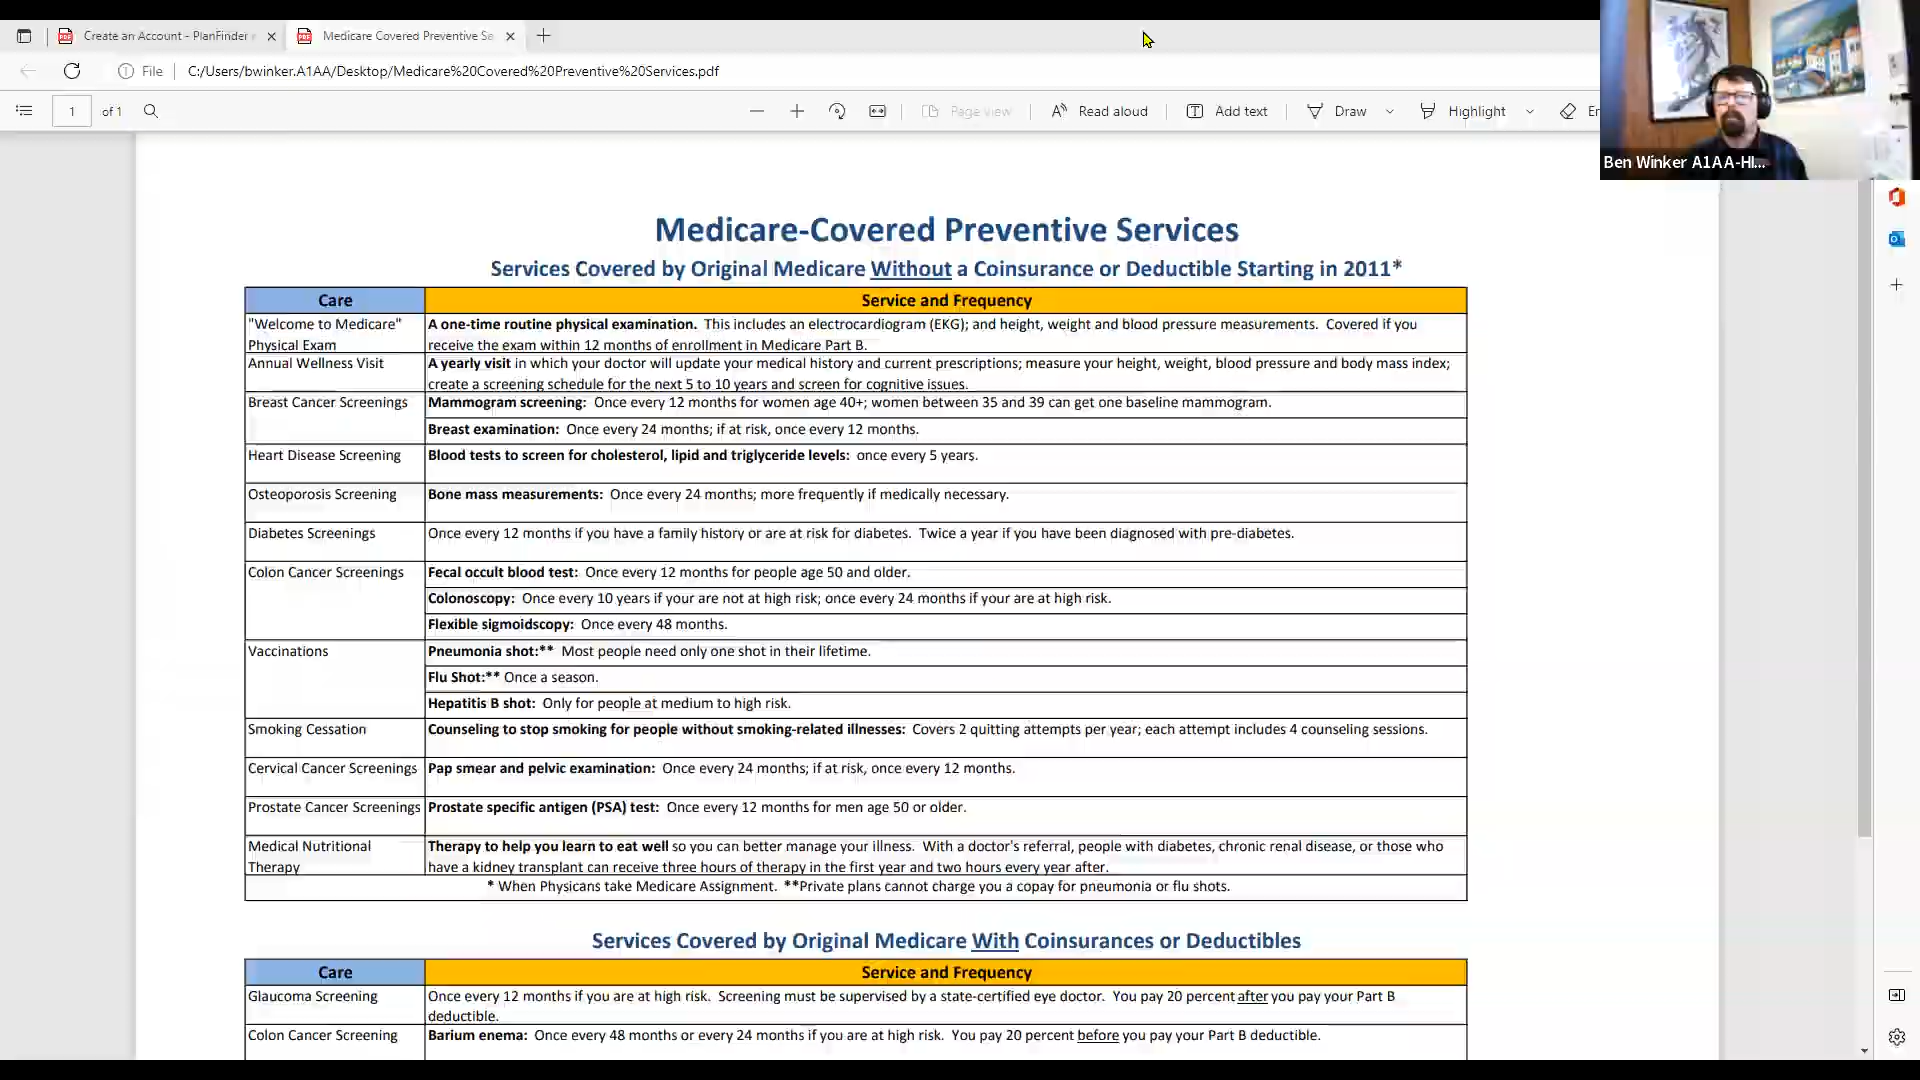 Create an Account - PlanFinder
Medicare Covered Preventive Se
File
C:/Users/bwinker.A1AA/Desktop/Medicare%20Covered%20Preventive%20Services.pdf
1 of 1
Page view
Read aloud
Add text
Draw
Highlight
Er
Ben Winker A1AA-HI...
Medicare-Covered Preventive Services
Services Covered by Original Medicare Without a Coinsurance or Deductible Starting in 2011*
Care Service and Frequency
"Welcome to Medicare" A one-time routine physical examination. This includes an electrocardiogram (EKG); and height, weight and blood pressure measurements. Covered if you
Physical Exam receive the exam within 12 months of enrollment in Medicare Part B.
Annual Wellness Visit A yearly visit in which your doctor will update your medical history and current prescriptions; measure your height, weight, blood pressure and body mass index;
create a screening schedule for the next 5 to 10 years and screen for cognitive issues.
Breast Cancer Screenings Mammogram screening: Once every 12 months for women age 40+; women between 35 and 39 can get one baseline mammogram.
Breast examination: Once every 24 months; if at risk, once every 12 months.
Heart Disease Screening Blood tests to screen for cholesterol, lipid and triglyceride levels: once every 5 years.
Osteoporosis Screening Bone mass measurements: Once every 24 months; more frequently if medically necessary.
Diabetes Screenings Once every 12 months if you have a family history or are at risk for diabetes. Twice a year if you have been diagnosed with pre-diabetes.
Colon Cancer Screenings Fecal occult blood test: Once every 12 months for people age 50 and older.
Colonoscopy: Once every 10 years if your are not at high risk; once every 24 months if your are at high risk.
Flexible sigmoidscopy: Once every 48 months.
Vaccinations Pneumonia shot:** Most people need only one shot in their lifetime.
Flu Shot:** Once a season.
Hepatitis B shot: Only for people at medium to high risk.
Smoking Cessation Counseling to stop smoking for people without smoking-related illnesses: Covers 2 quitting attempts per year; each attempt includes 4 counseling sessions.
Cervical Cancer Screenings Pap smear and pelvic examination: Once every 24 months; if at risk, once every 12 months.
Prostate Cancer Screenings Prostate specific antigen (PSA) test: Once every 12 months for men age 50 or older.
Medical Nutritional Therapy to help you learn to eat well so you can better manage your illness. With a doctor's referral, people with diabetes, chronic renal disease, or those who
Therapy have a kidney transplant can receive three hours of therapy in the first year and two hours every year after.
* When Physicans take Medicare Assignment. **Private plans cannot charge you a copay for pneumonia or flu shots.
Services Covered by Original Medicare With Coinsurances or Deductibles
Care Service and Frequency
Glaucoma Screening Once every 12 months if you are at high risk. Screening must be supervised by a state-certified eye doctor. You pay 20 percent after you pay your Part B
deductible.
Colon Cancer Screening Barium enema: Once every 48 months or every 24 months if you are at high risk. You pay 20 percent before you pay your Part B deductible.